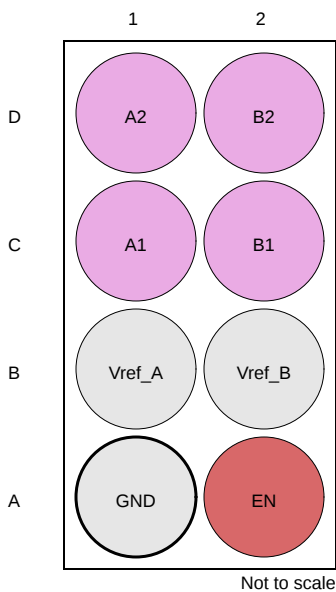 1 2
D A2 B2
C A1 B1
B Vref_A Vref_B
A GND EN
Not to scale